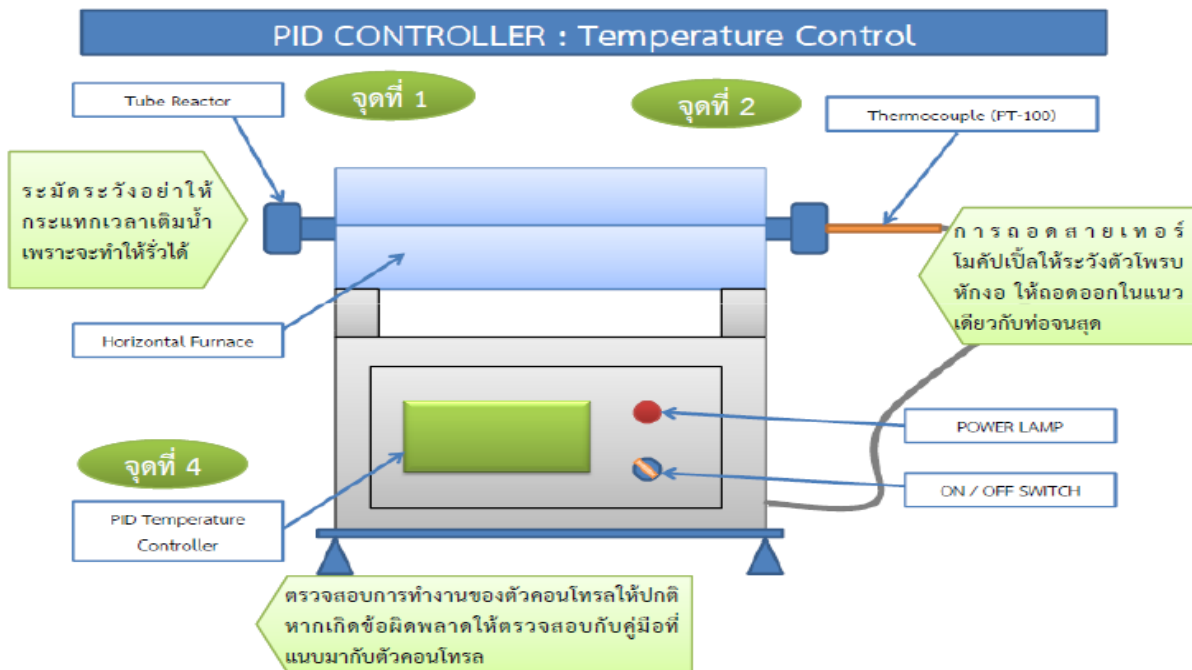 PID CONTROLLER : Temperature Control
จุดที่ 1
จุดที่ 2
Tube Reactor
Thermocouple (PT-100)
ระมัดระวังอย่าให้
กระแทกเวลาเติมน้ำ
เพราะจะทำให้รั่วได้
การถอดสายเทอร์
โมคัปเปิ้ลให้ระวังตัวโพรบ
หักงอ ให้ถอดออกในแนว
เดียวกับท่อจนสุด
Horizontal Furnace
POWER LAMP
จุดที่ 4
ON / OFF SWITCH
PID Temperature
Controller
ตรวจสอบการทำงานของตัวคอนโทรลให้ปกติ
หากเกิดข้อผิดพลาดให้ตรวจสอบกับคู่มือที่
แนบมากับตัวคอนโทรล